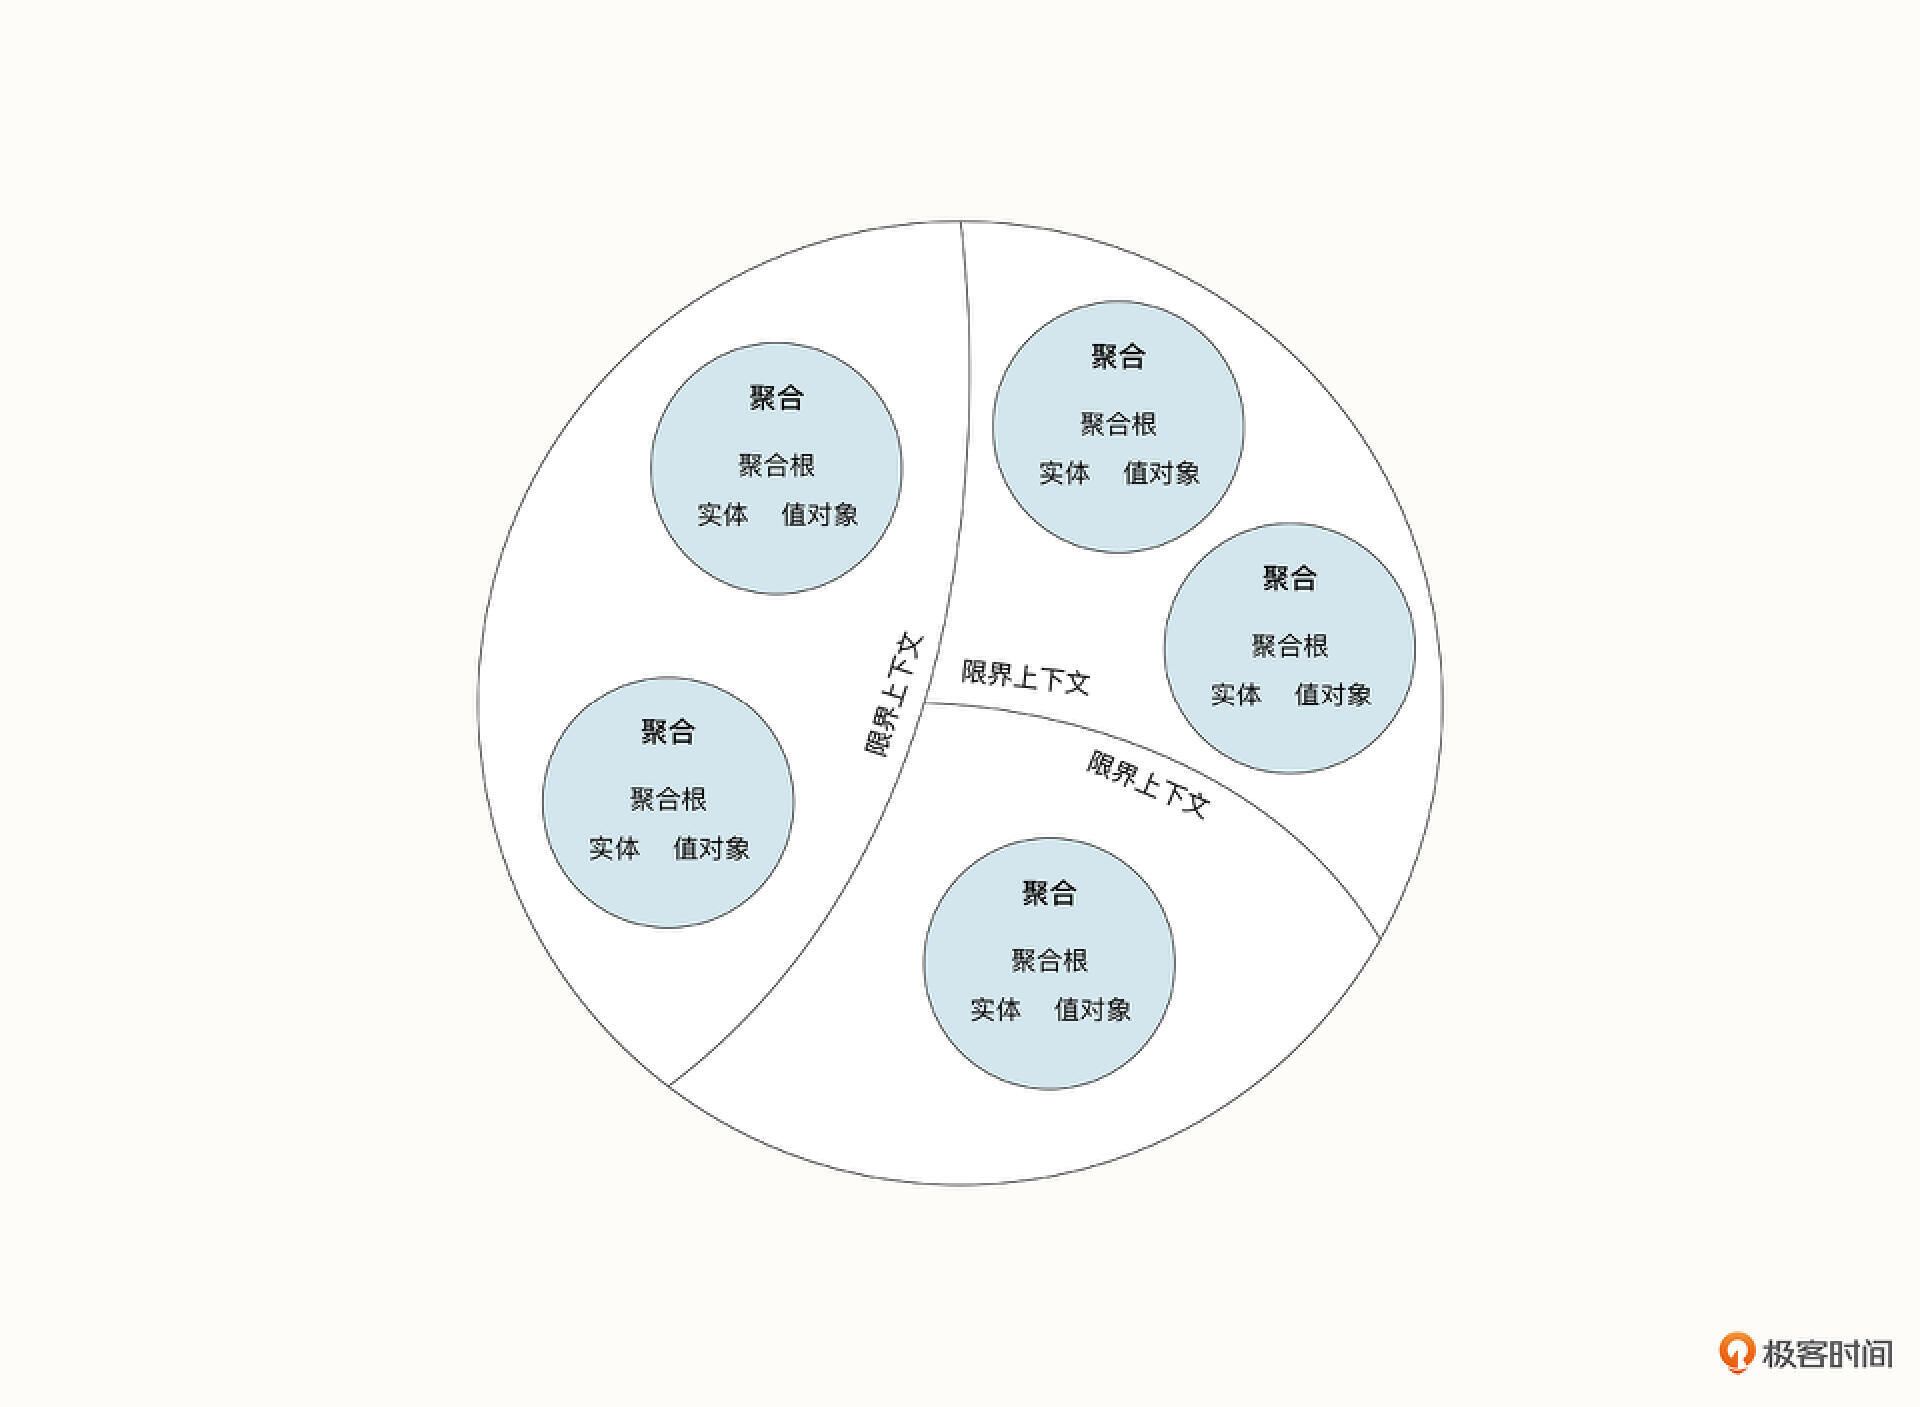 聚合
聚合根
实体 值对象
聚合
聚合根
实体 值对象
聚合
聚合根
实体 值对象
限界上下文
限界上下文
限界上下文
聚合
聚合根
实体 值对象
聚合
聚合根
实体 值对象
极客时间